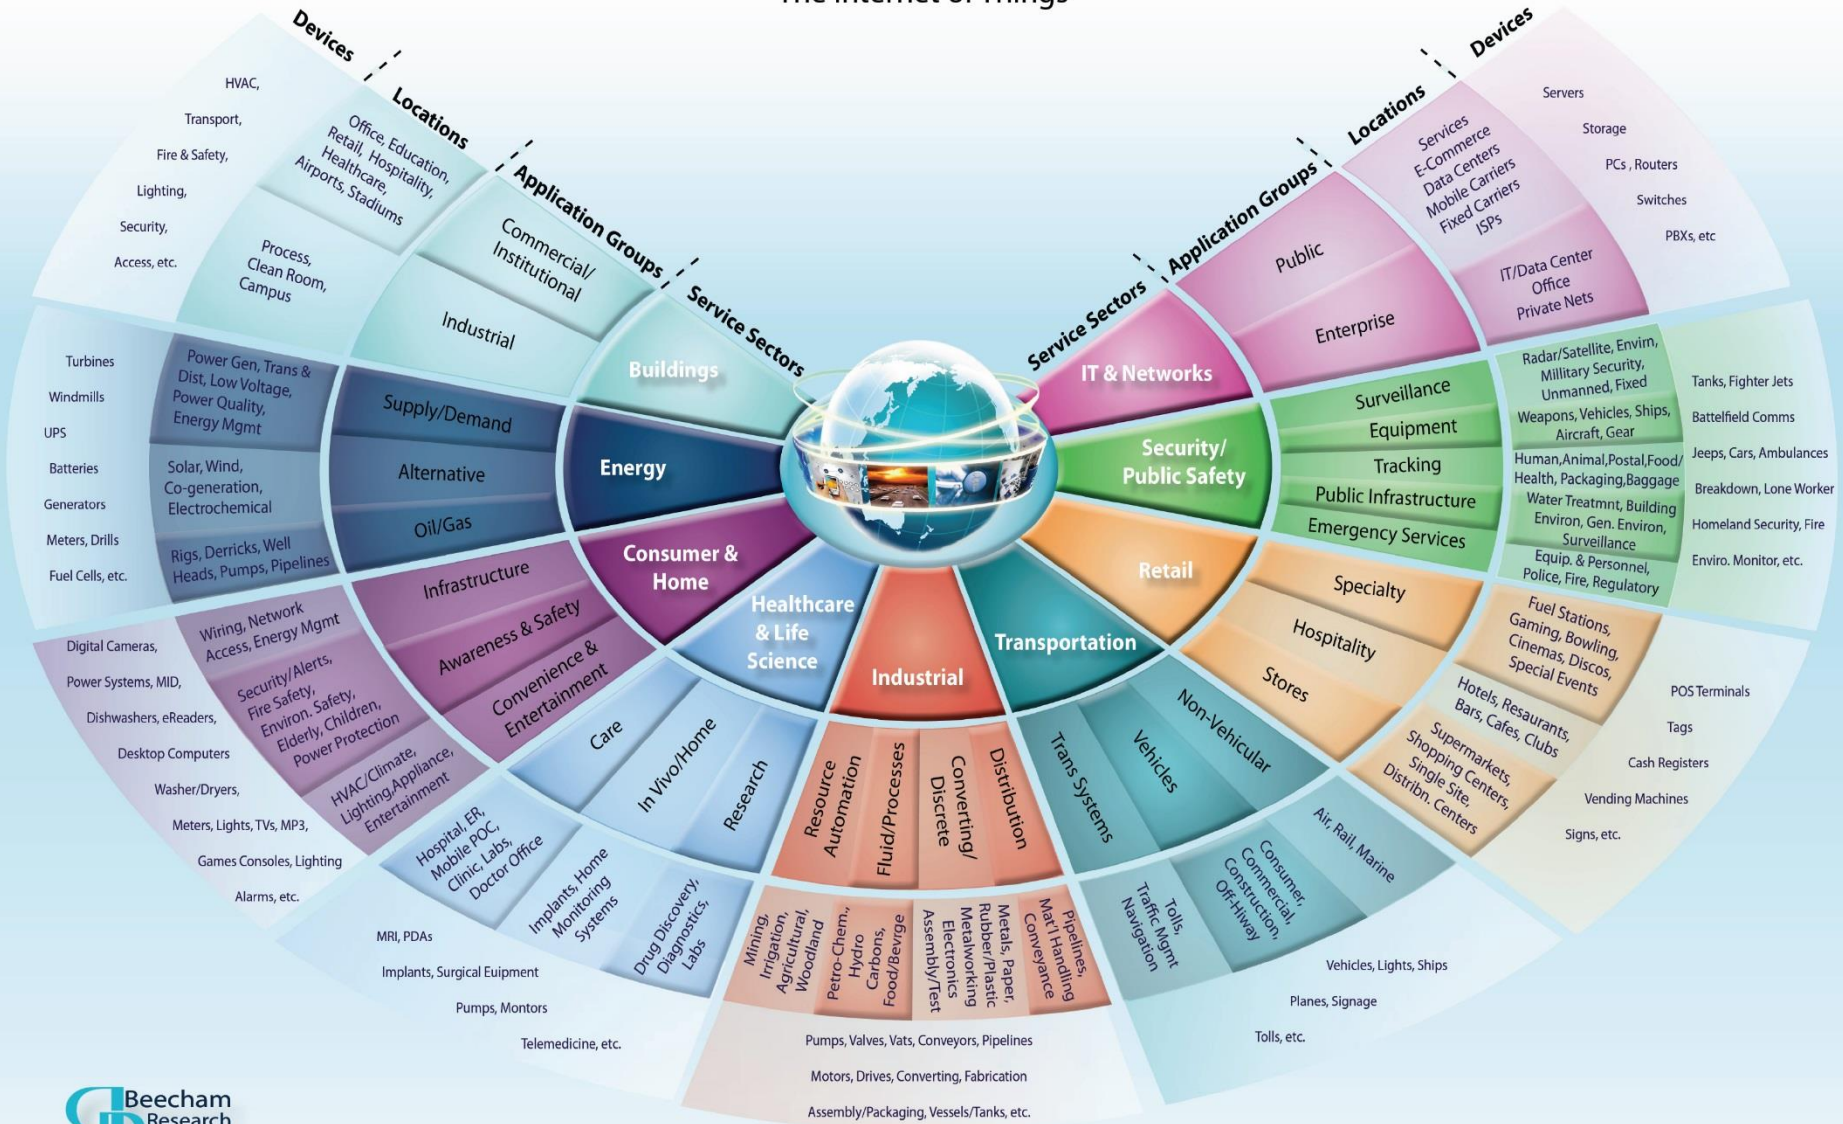 The Internet of Things
Devices
Locations
Application Groups
Service Sectors
HVAC,
Transport,
Fire & Safety,
Lighting,
Security,
Access, etc.
Office, Education,
Retail, Hospitality,
Healthcare,
Airports, Stadiums
Process,
Clean Room,
Campus
Commercial/
Institutional
Industrial
Buildings
Turbines
Windmills
UPS
Batteries
Generators
Meters, Drills
Fuel Cells, etc.
Power Gen, Trans &
Dist, Low Voltage,
Power Quality,
Energy Mgmt
Solar, Wind,
Co-generation,
Electrochemical
Rigs, Derricks, Well
Heads, Pumps, Pipelines
Supply/Demand
Alternative
Oil/Gas
Energy
Digital Cameras,
Power Systems, MID,
Dishwashers, eReaders,
Desktop Computers
Washer/Dryers,
Meters, Lights, TVs, MP3,
Games Consoles, Lighting
Alarms, etc.
Wiring, Network
Access, Energy Mgmt
Security/Alerts,
Fire Safety,
Environ. Safety,
Elderly, Children,
Power Protection
HVAC/Climate,
Lighting,Appliance,
Entertainment
Infrastructure
Awareness & Safety
Convenience &
Entertainment
Consumer &
Home
MRI, PDAs
Implants, Surgical Euipment
Pumps, Montors
Telemedicine, etc.
Hospital, ER,
Mobile POC,
Clinic, Labs,
Doctor Office
Implants, Home
Monitoring
Systems
Drug Discovery,
Diagnostics,
Labs
Care
In Vivo/Home
Research
Healthcare
& Life
Science
Industrial
Resource
Automation
Fluid/Processes
Converting/
Discrete
Distribution
Mining,
Irrigation,
Agricultural,
Woodland
Petro-Chem.,
Hydro
Carbons,
Food/Bevrge
Metals, Paper,
Rubber/Plastic
Metalworking
Electronics
Assembly/Test
Pipelines,
Mat'l Handling
Conveyance
Pumps, Valves, Vats, Conveyors, Pipelines
Motors, Drives, Converting, Fabrication
Assembly/Packaging, Vessels/Tanks, etc.
Transportation
Trans Systems
Vehicles
Non-Vehicular
Tolls,
Traffic Mgmt
Navigation
Consumer,
Commercial,
Construction,
Off-Hiway
Air, Rail, Marine
Vehicles, Lights, Ships
Planes, Signage
Tolls, etc.
Retail
Specialty
Hospitality
Stores
Fuel Stations,
Gaming, Bowling,
Cinemas, Discos,
Special Events
Hotels, Resaurants,
Bars, Cafes, Clubs
Supermarkets,
Shopping Centers,
Single Site,
Distribn. Centers
POS Terminals
Tags
Cash Registers
Vending Machines
Signs, etc.
Security/
Public Safety
Surveillance
Equipment
Tracking
Public Infrastructure
Emergency Services
Radar/Satellite, Envirn,
Millitary Security,
Unmanned, Fixed
Weapons, Vehicles, Ships,
Aircraft, Gear
Human,Animal,Postal,Food/
Health, Packaging,Baggage
Water Treatmnt, Building
Environ, Gen. Environ,
Surveillance
Equip. & Personnel,
Police, Fire, Regulatory
Tanks, Fighter Jets
Battelfield Comms
Jeeps, Cars, Ambulances
Breakdown, Lone Worker
Homeland Security, Fire
Enviro. Monitor, etc.
IT & Networks
Public
Enterprise
Services
E-Commerce
Data Centers
Mobile Carriers
Fixed Carriers
ISPs
IT/Data Center
Office
Private Nets
Servers
Storage
PCs , Routers
Switches
PBXs, etc
Devices
Locations
Application Groups
Service Sectors
Beecham
Research